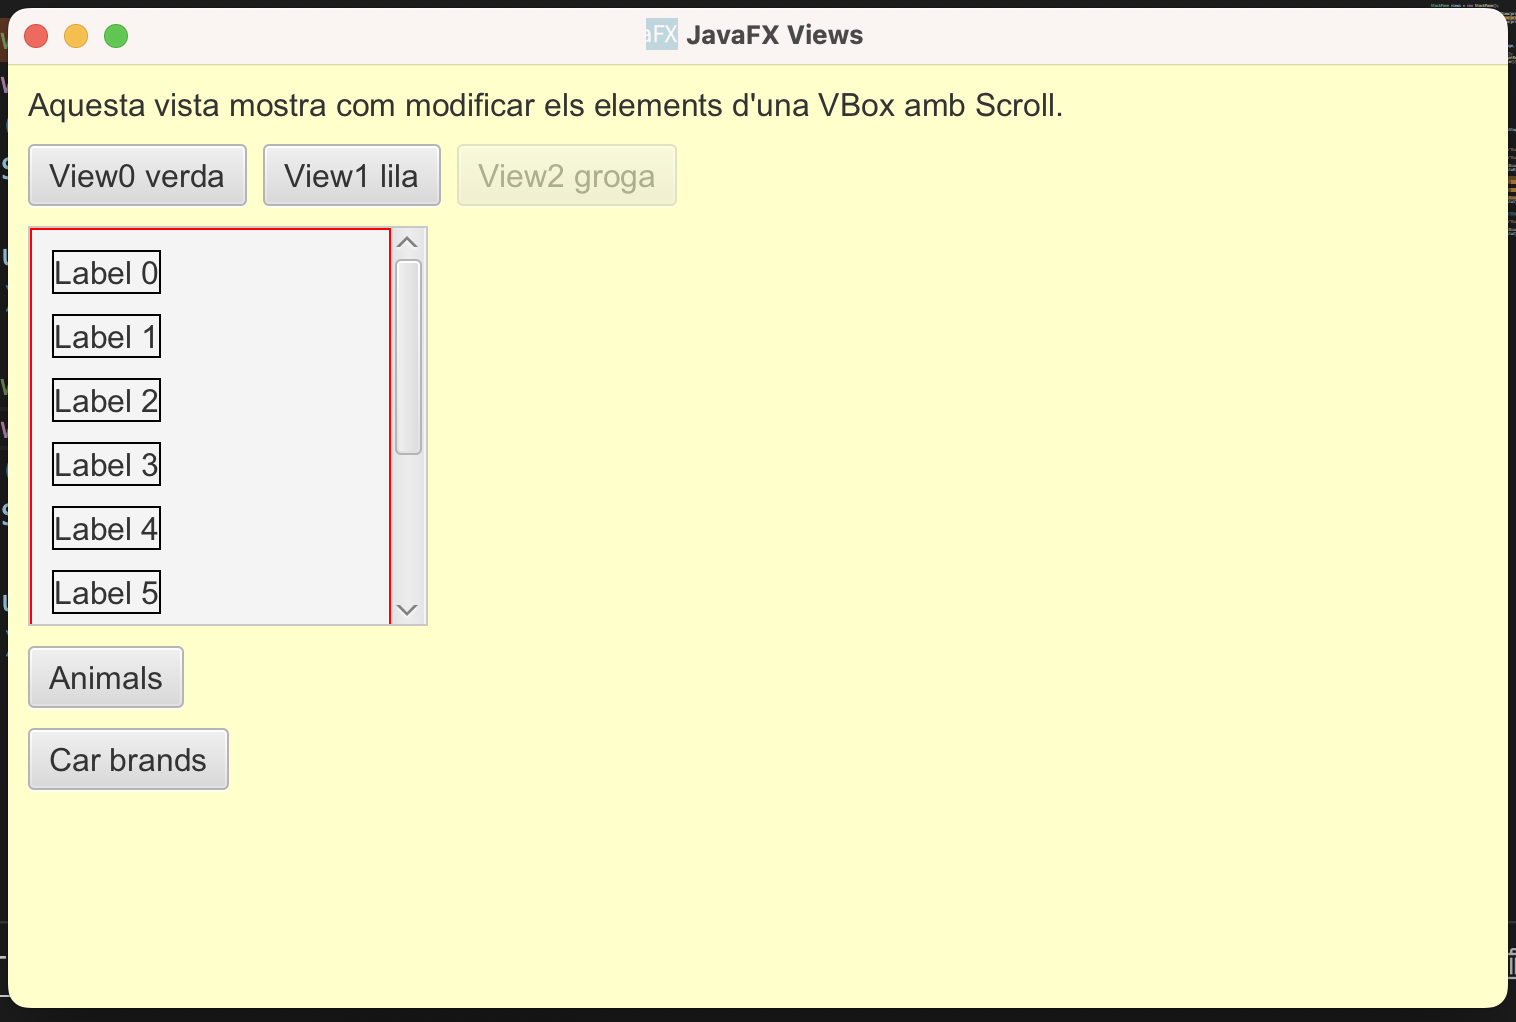 aFX JavaFX Views
Aquesta vista mostra com modificar els elements d'una VBox amb Scroll.
View0 verda View1 lila View2 groga
Label 0
Label 1
Label 2
Label 3
Label 4
Label 5
Animals
Car brands